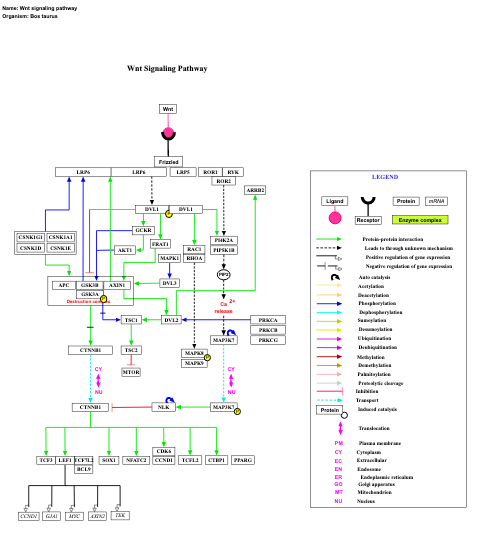 Name: Wnt signaling pathway
Organism: Bos taurus
Wnt Signaling Pathway
Wnt
Frizzled
LRP6
LRP6
LRP5
ROR1
RYK
ROR2
ARRB2
DVL1
DVL1
GCKR
CSNK1G1
CSNK1A1
CSNK1D
CSNK1E
AKT1
FRAT1
RAC1
RHOA
PI4K2A
PIP5K1B
MAPK1
PIP2
APC
GSK3B
AXIN1
DVL3
GSK3A
Destruction complex
Ca 2+
release
TSC1
DVL2
PRKCA
PRKCB
PRKCG
MAP3K7
CTNNB1
TSC2
MAPK8
MAPK9
MTOR
CY
NU
CY
NU
CTNNB1
NLK
MAP3K7
CDK6
TCF3
LEF1
TCF7L2
SOX1
NFATC2
CCND1
TCFL2
CTBP1
PPARG
BCL9
CCND1
GJA1
MYC
AXIN2
TEK
LEGEND
Ligand
Receptor
Protein
mRNA
Enzyme complex
Protein-protein interaction
Leads to through unknown mechanism
Positive regulation of gene expression
Negative regulation of gene expression
Auto catalysis
Acetylation
Deacetylation
Phosphorylation
Dephosphorylation
Sumoylation
Desumoylation
Ubiquitination
Deubiquitination
Methylation
Demethylation
Palmitoylation
Proteolytic cleavage
Inhibition
Transport
Protein
Induced catalysis
Translocation
PM Plasma membrane
CY Cytoplasm
EC Extracellular
EN Endosome
ER Endoplasmic reticulum
GO Golgi apparatus
MT Mitochondrion
NU Nucleus